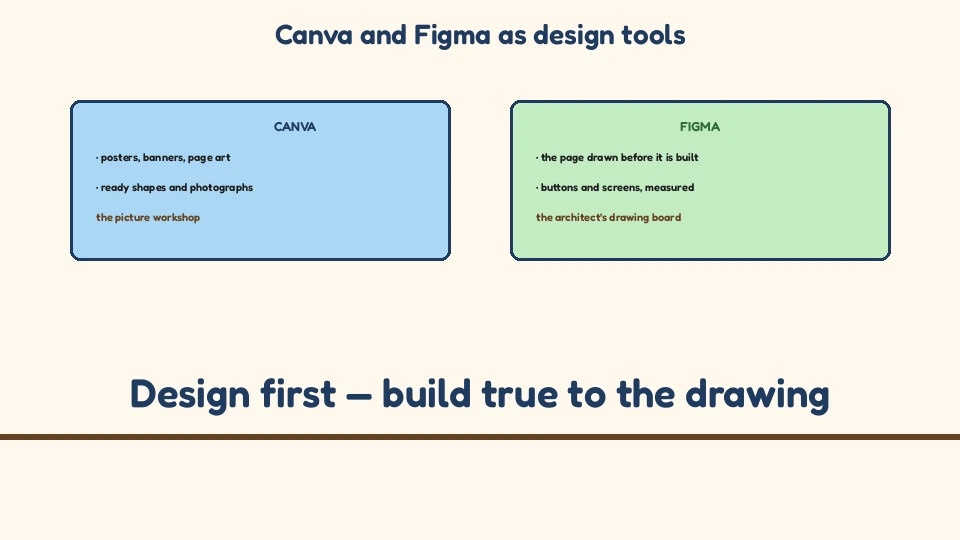 Canva and Figma as design tools
CANVA
· posters, banners, page art
· ready shapes and photographs
the picture workshop
FIGMA
· the page drawn before it is built
· buttons and screens, measured
the architect's drawing board
Design first — build true to the drawing